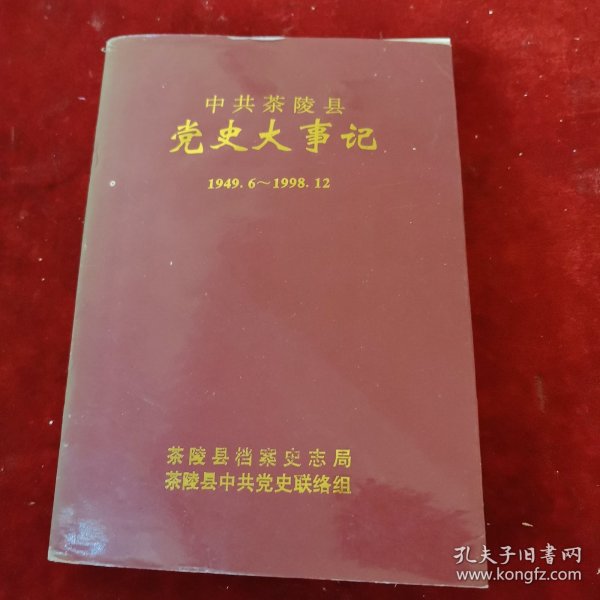 中共茶陵县
党史大事记
1949.6～1998.12
茶陵县档案史志局
茶陵县中共党史联络组
孔夫子旧书网
www.kongfz.com